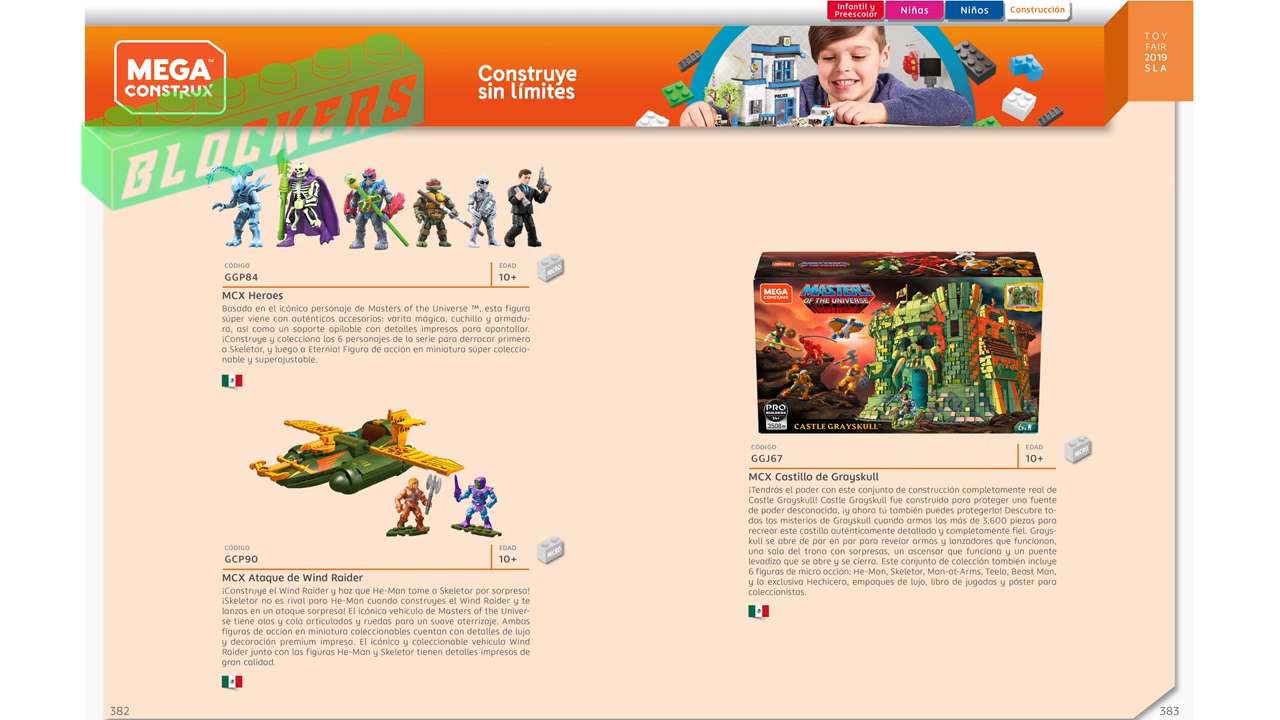 Infantil y
Preescolar
Niñas
Niños
Construcción
TOY
FAIR
2019
SLA
MEGA™
CONSTRUX
Construye
sin límites
POLICE
BLOCKERS
CÓDIGO
GGP84
EDAD
10+
MICRO
MCX Heroes
Basada en el icónico personaje de Masters of the Universe ™, esta figura
súper viene con auténticos accesorios: varita mágica, cuchillo y armadu-
ra, así como un soporte apilable con detalles impresos para apantallar.
¡Construye y colecciona los 6 personajes de la serie para derrocar primero
a Skeletor, y luego a Eternia! Figura de acción en miniatura súper coleccio-
nable y superajustable.
CÓDIGO
GCP90
EDAD
10+
MICRO
MCX Ataque de Wind Raider
¡Construye el Wind Raider y haz que He-Man tome a Skeletor por sorpresa!
¡Skeletor no es rival para He-Man cuando construyes el Wind Raider y te
lanzas en un ataque sorpresa! El icónico vehículo de Masters of the Univer-
se tiene alas y cola articuladas y ruedas para un suave aterrizaje. Ambas
figuras de acción en miniatura coleccionables cuentan con detalles de lujo
y decoración premium impresa. El icónico y coleccionable vehículo Wind
Raider junto con las figuras He-Man y Skeletor tienen detalles impresos de
gran calidad.
382
MEGA
CONSTRUX
MASTERS
OF THE UNIVERSE
PRO
BUILDERS
14+
3508
CASTLE GRAYSKULL
CÓDIGO
GGJ67
EDAD
10+
MICRO
MCX Castillo de Grayskull
¡Tendrás el poder con este conjunto de construcción completamente real de
Castle Grayskull! Castle Grayskull fue construido para proteger una fuente
de poder desconocida, ¡y ahora tú también puedes protegerlo! Descubre to-
dos los misterios de Grayskull cuando armas las más de 3,600 piezas para
recrear este castillo auténticamente detallado y completamente fiel. Grays-
kull se abre de par en par para revelar armas y lanzadores que funcionan,
una sala del trono con sorpresas, un ascensor que funciona y un puente
levadizo que se abre y se cierra. Este conjunto de colección también incluye
6 figuras de micro acción: He-Man, Skeletor, Man-at-Arms, Teela, Beast Man,
y la exclusiva Hechicera, empaques de lujo, libro de jugadas y póster para
coleccionistas.
383